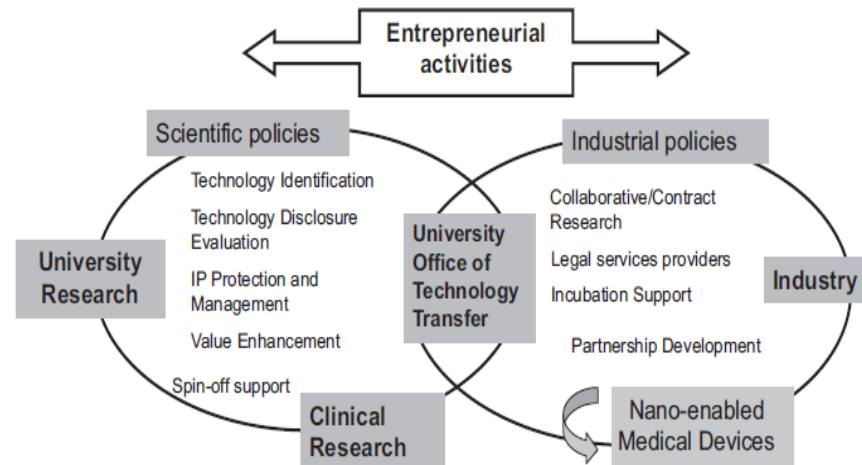 Entrepreneurial
activities
Scientific policies
Industrial policies
Technology Identification
Technology Disclosure
Evaluation
IP Protection and
Management
Value Enhancement
Spin-off support
University
Research
Clinical
Research
University
Office of
Technology
Transfer
Collaborative/Contract
Research
Legal services providers
Incubation Support
Partnership Development
Industry
Nano-enabled
Medical Devices